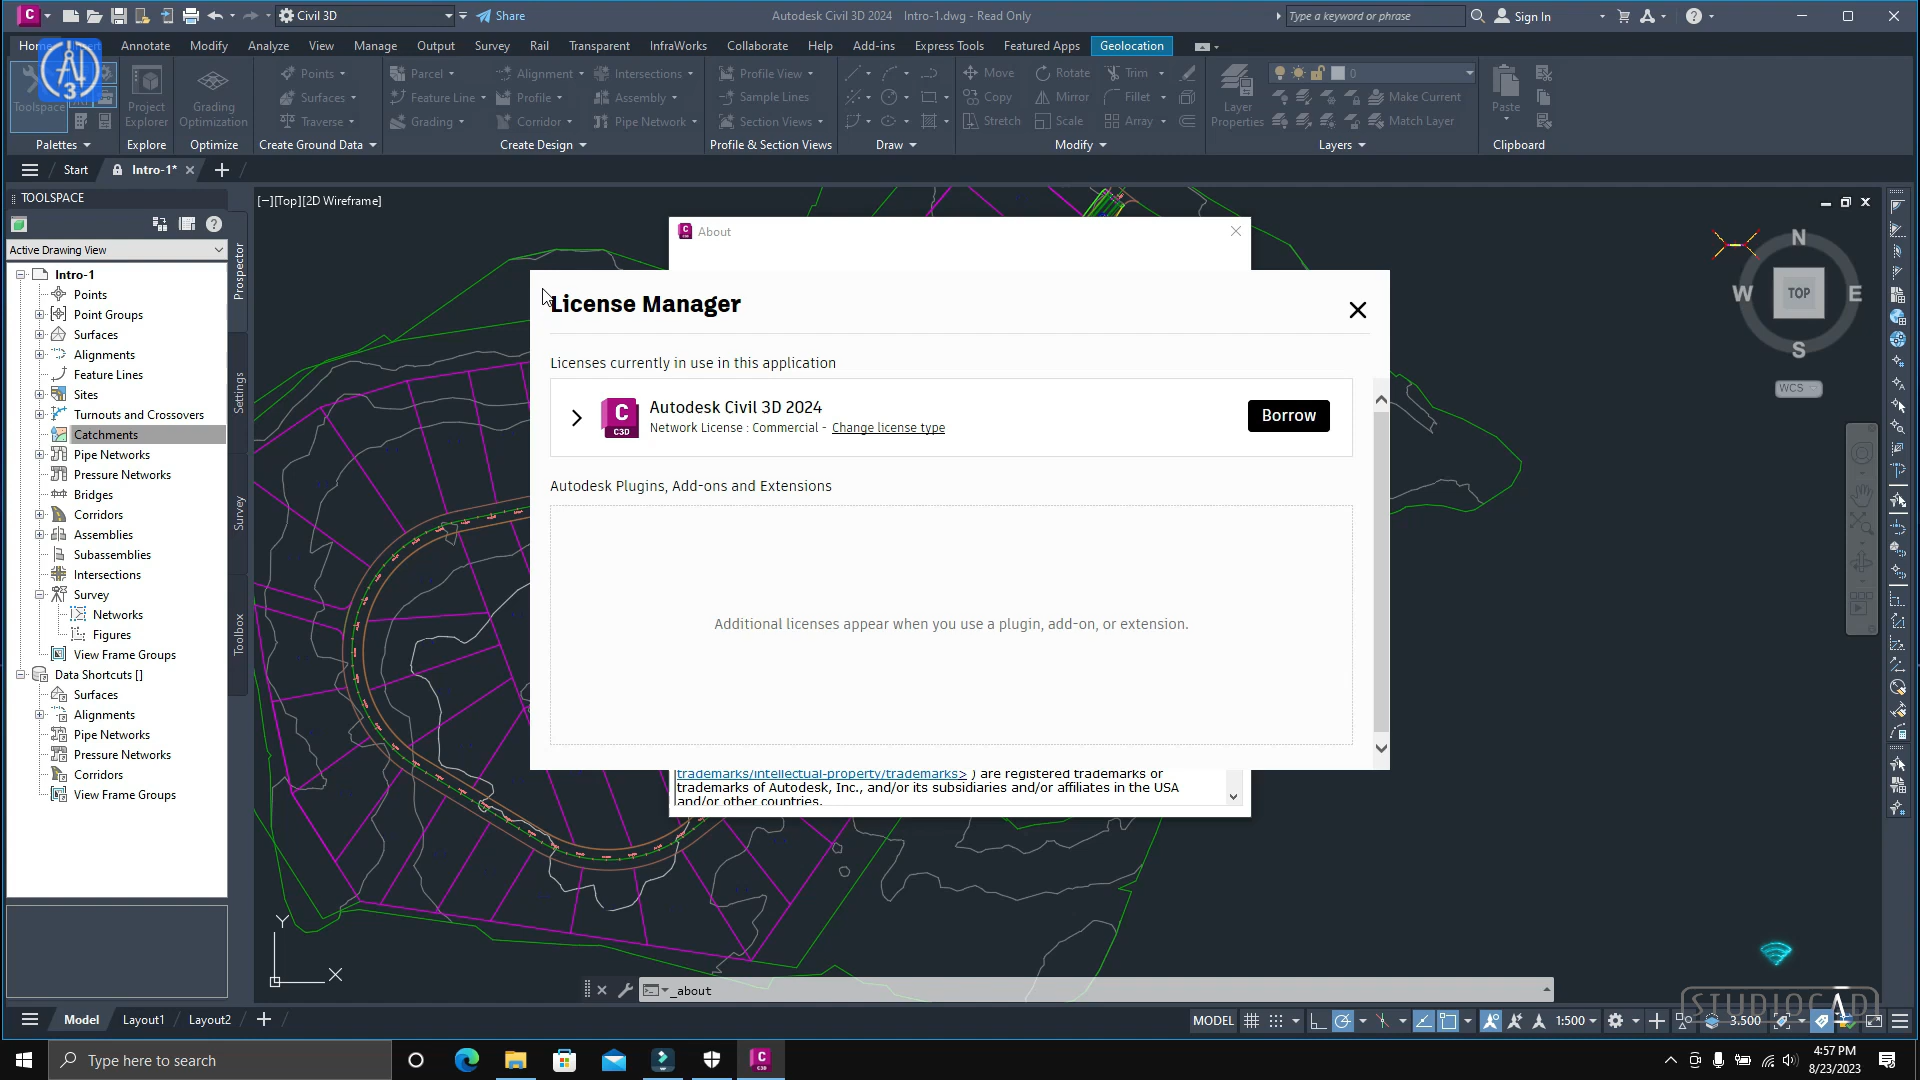 Civil 3D
Share
Autodesk Civil 3D 2024 Intro-1.dwg - Read Only
Type a keyword or phrase
Sign In
Annotate Modify Analyze View Manage Output Survey Rail Transparent InfraWorks Collaborate Help Add-ins Express Tools Featured Apps Geolocation
Toolspace
Project Explorer
Grading Optimization
Points
Surfaces
Traverse
Parcel
Feature Line
Grading
Alignment
Profile
Corridor
Intersections
Assembly
Pipe Network
Profile View
Sample Lines
Section Views
Move
Copy
Stretch
Rotate
Mirror
Scale
Trim
Fillet
Array
Layer Properties
0
Make Current
Match Layer
Paste
Palettes Explore Optimize Create Ground Data Create Design Profile & Section Views Draw Modify Layers Clipboard
Start Intro-1*
TOOLSPACE
[−][Top][2D Wireframe]
Active Drawing View
Prospector
Settings
Survey
Toolbox
Intro-1
Points
Point Groups
Surfaces
Alignments
Feature Lines
Sites
Turnouts and Crossovers
Catchments
Pipe Networks
Pressure Networks
Bridges
Corridors
Assemblies
Subassemblies
Intersections
Survey
Networks
Figures
View Frame Groups
Data Shortcuts []
Surfaces
Alignments
Pipe Networks
Pressure Networks
Corridors
View Frame Groups
About
License Manager
Licenses currently in use in this application
C
C3D
Autodesk Civil 3D 2024
Network License : Commercial - Change license type
Borrow
Autodesk Plugins, Add-ons and Extensions
Additional licenses appear when you use a plugin, add-on, or extension.
trademarks/intellectual-property/trademarks> ) are registered trademarks or
trademarks of Autodesk, Inc., and/or its subsidiaries and/or affiliates in the USA
and/or other countries.
N
W TOP E
S
WCS
Y
X
_about
STUDIOCAD
Model Layout1 Layout2
MODEL
1:500
3.500
Type here to search
4:57 PM
8/23/2023